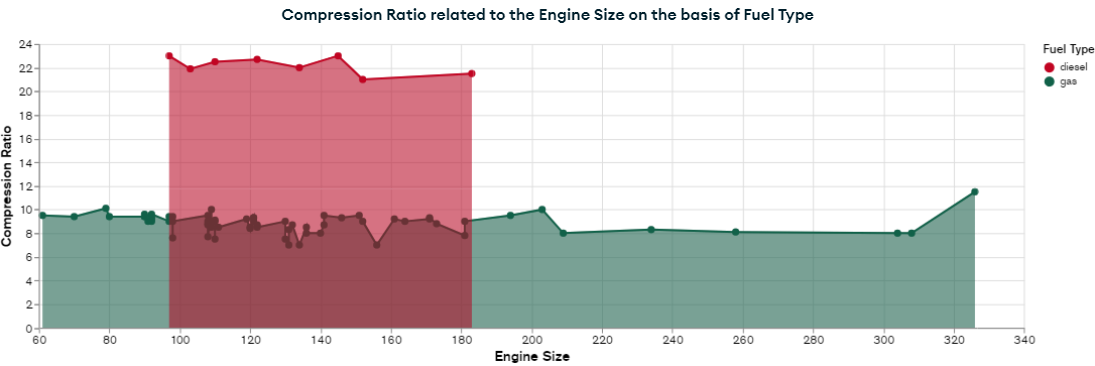 Compression Ratio related to the Engine Size on the basis of Fuel Type
Fuel Type
diesel
gas
Compression Ratio
24
22
20
18
16
14
12
10
8
6
4
2
0
60 80 100 120 140 160 180 200 220 240 260 280 300 320 340
Engine Size